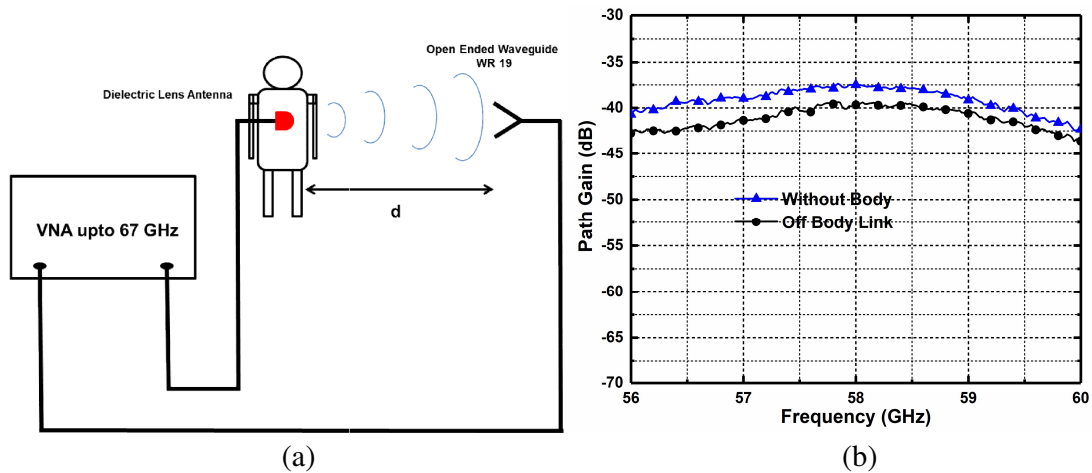 Open Ended Waveguide
WR 19
Dielectric Lens Antenna
d
VNA upto 67 GHz
(a)
-30
-35
-40
-45
-50
-55
-60
-65
-70
Path Gain (dB)
Without Body
Off Body Link
56
57
58
59
60
Frequency (GHz)
(b)